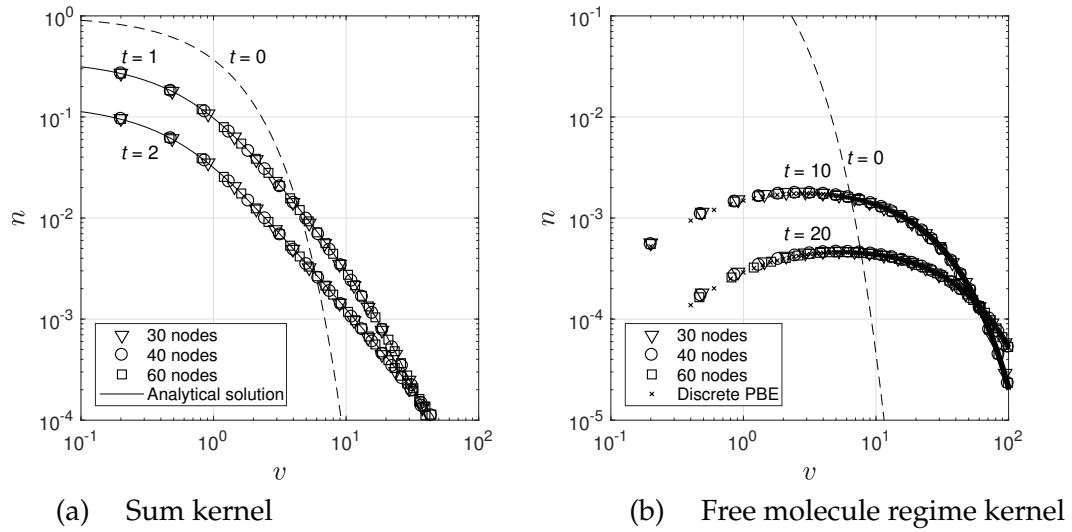 10^0
10^-1
10^-2
10^-3
10^-4
n
t = 1
t = 0
t = 2
30 nodes
40 nodes
60 nodes
Analytical solution
10^-1
10^0
10^1
10^2
v
(a) Sum kernel
10^-1
10^-2
10^-3
10^-4
10^-5
n
t = 0
t = 10
t = 20
30 nodes
40 nodes
60 nodes
Discrete PBE
10^-1
10^0
10^1
10^2
v
(b) Free molecule regime kernel